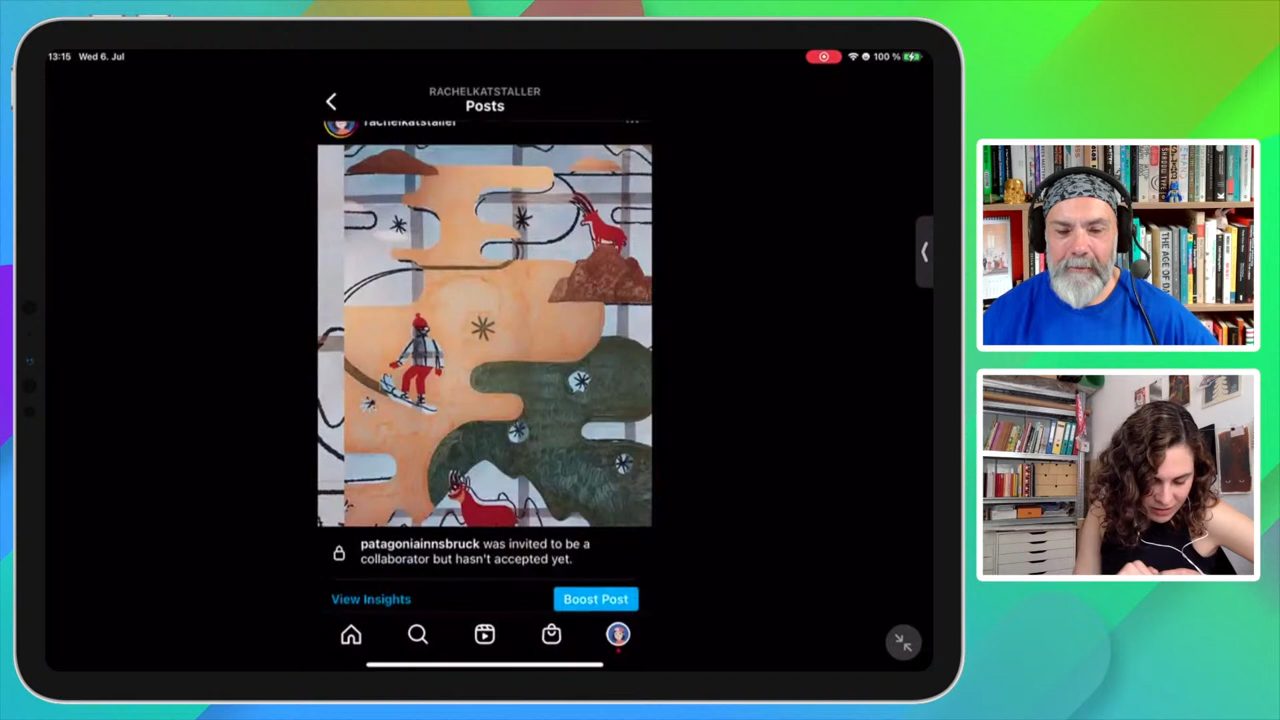 13:15 Wed 6. Jul
100 %
RACHELKATSTALLER
Posts
rachelkatstaller
patagoniainnsbruck was invited to be a
collaborator but hasn't accepted yet.
View Insights
Boost Post
THE AGE OF